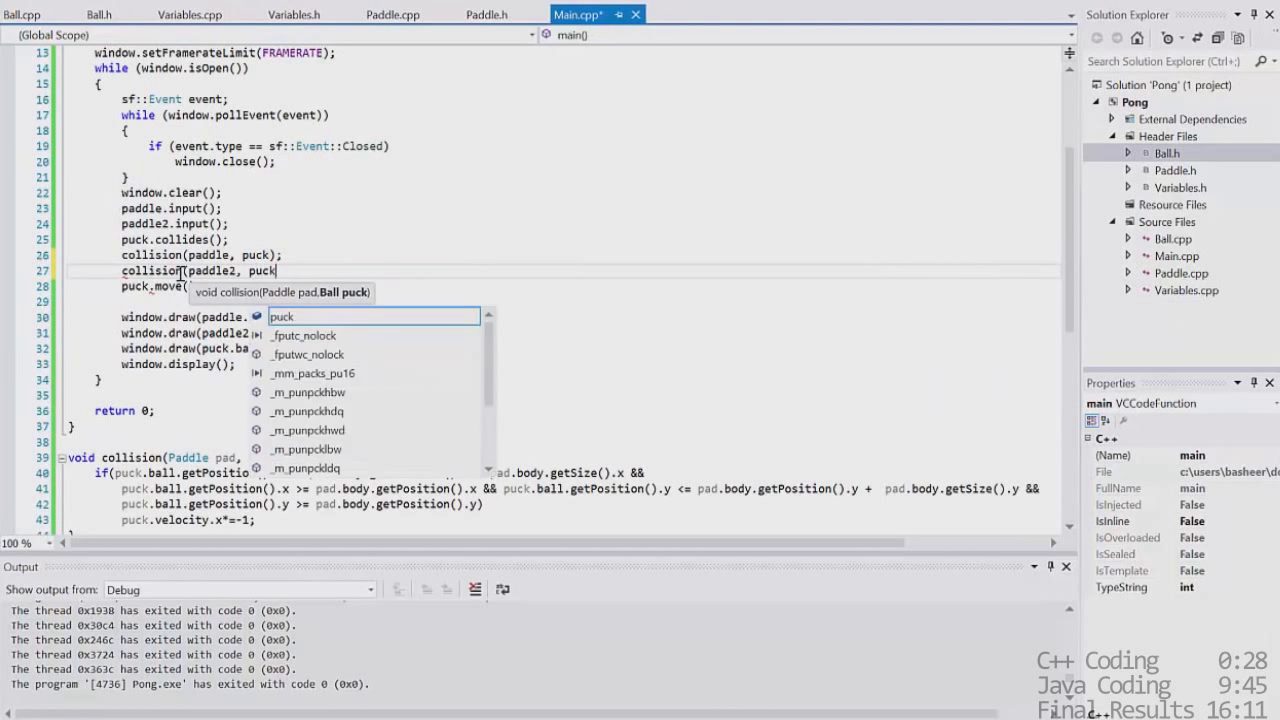 Ball.cpp Ball.h Variables.cpp Variables.h Paddle.cpp Paddle.h Main.cpp*
(Global Scope) main()
13 window.setFramerateLimit(FRAMERATE);
14 while (window.isOpen())
15 {
16 sf::Event event;
17 while (window.pollEvent(event))
18 {
19 if (event.type == sf::Event::Closed)
20 window.close();
21 }
22 window.clear();
23 paddle.input();
24 paddle2.input();
25 puck.collides();
26 collision(paddle, puck);
27 collision(paddle2, puck
28 puck.move(
void collision(Paddle pad,Ball puck)
29
30 window.draw(paddle.
31 window.draw(paddle2
32 window.draw(puck.ba
33 window.display();
34 }
35
36 return 0;
37 }
38
39 void collision(Paddle pad,
40 if(puck.ball.getPositio d.body.getSize().x &&
41 puck.ball.getPosition().x >= pad.body.getPosition().x && puck.ball.getPosition().y <= pad.body.getPosition().y + pad.body.getSize().y &&
42 puck.ball.getPosition().y >= pad.body.getPosition().y)
43 puck.velocity.x*=-1;
puck
_fputc_nolock
_fputwc_nolock
_mm_packs_pu16
_m_punpckhbw
_m_punpckhdq
_m_punpckhwd
_m_punpcklbw
_m_punpckldq
100 %
Output
Show output from: Debug
The thread 0x1938 has exited with code 0 (0x0).
The thread 0x30c4 has exited with code 0 (0x0).
The thread 0x246c has exited with code 0 (0x0).
The thread 0x3724 has exited with code 0 (0x0).
The thread 0x363c has exited with code 0 (0x0).
The program '[4736] Pong.exe' has exited with code 0 (0x0).
Solution Explorer
Search Solution Explorer (Ctrl+;)
Solution 'Pong' (1 project)
Pong
External Dependencies
Header Files
Ball.h
Paddle.h
Variables.h
Resource Files
Source Files
Ball.cpp
Main.cpp
Paddle.cpp
Variables.cpp
Properties
main VCCodeFunction
C++
(Name) main
File c:\users\basheer\do
FullName main
IsInjected False
IsInline False
IsOverloaded False
IsSealed False
IsTemplate False
TypeString int
C++ Coding 0:28
Java Coding 9:45
Final Results 16:11
C++